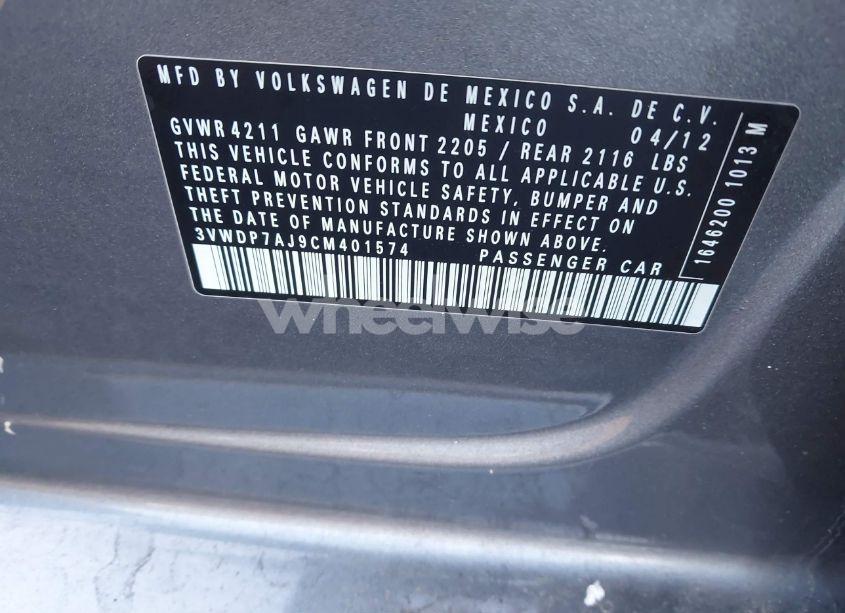 MFD BY VOLKSWAGEN DE MEXICO S.A. DE C.V.
MEXICO 04/12
GVWR 4211 GAWR FRONT 2205 / REAR 2116 LBS
THIS VEHICLE CONFORMS TO ALL APPLICABLE U.S.
FEDERAL MOTOR VEHICLE SAFETY, BUMPER AND
THEFT PREVENTION STANDARDS IN EFFECT ON
THE DATE OF MANUFACTURE SHOWN ABOVE.
3VWDP7AJ9CM401574 PASSENGER CAR
1646200 1013 M
wheelwise